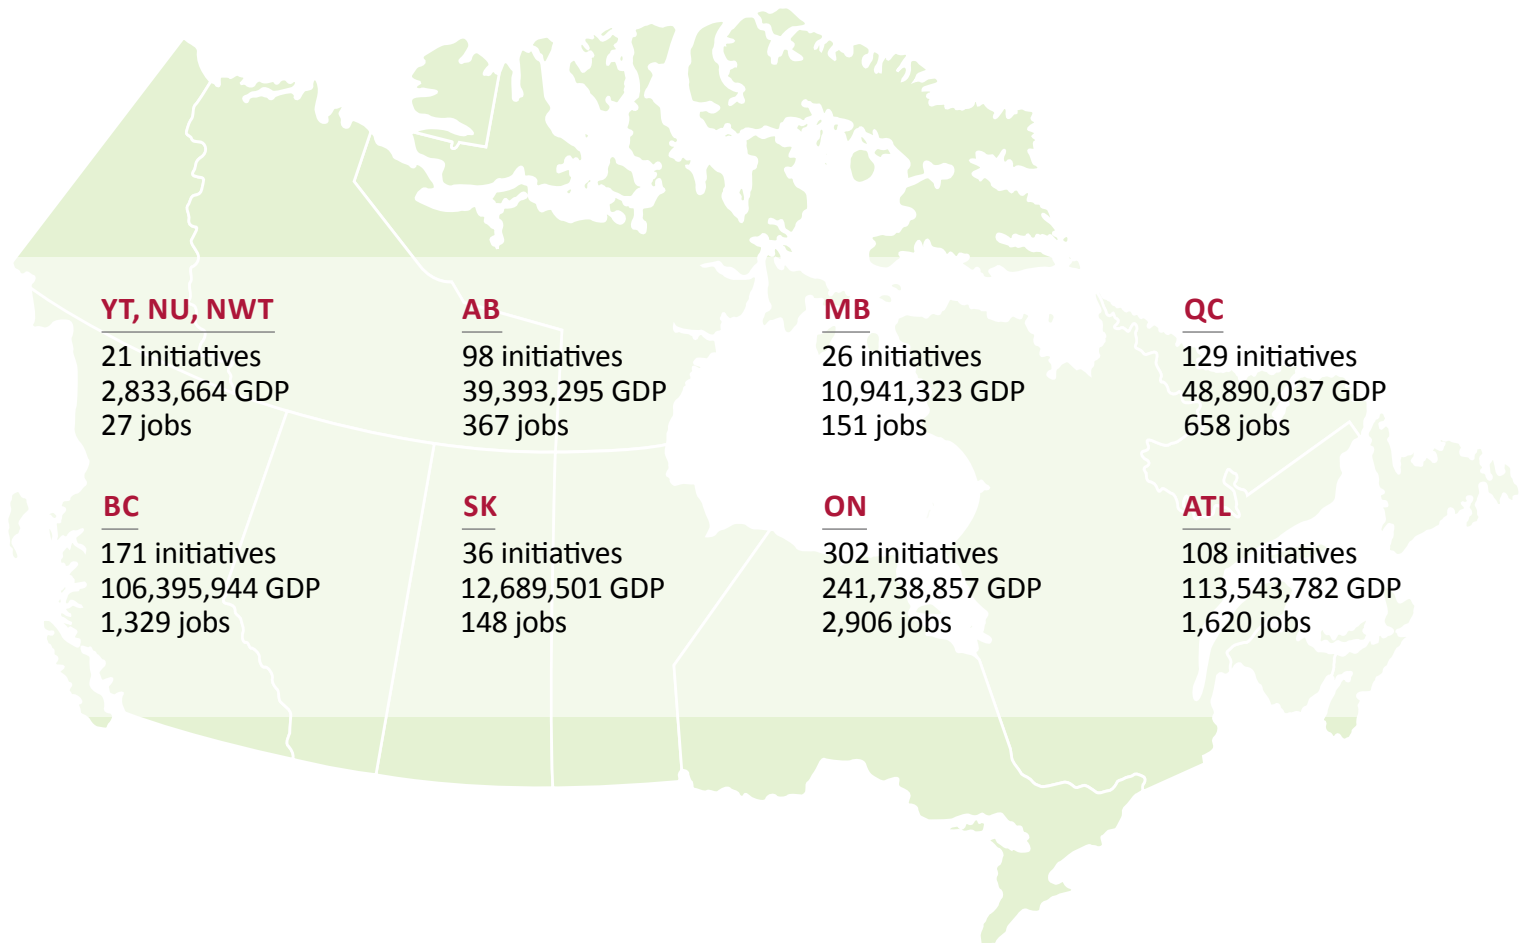 YT, NU, NWT
21 initiatives
2,833,664 GDP
27 jobs
AB
98 initiatives
39,393,295 GDP
367 jobs
MB
26 initiatives
10,941,323 GDP
151 jobs
QC
129 initiatives
48,890,037 GDP
658 jobs
BC
171 initiatives
106,395,944 GDP
1,329 jobs
SK
36 initiatives
12,689,501 GDP
148 jobs
ON
302 initiatives
241,738,857 GDP
2,906 jobs
ATL
108 initiatives
113,543,782 GDP
1,620 jobs